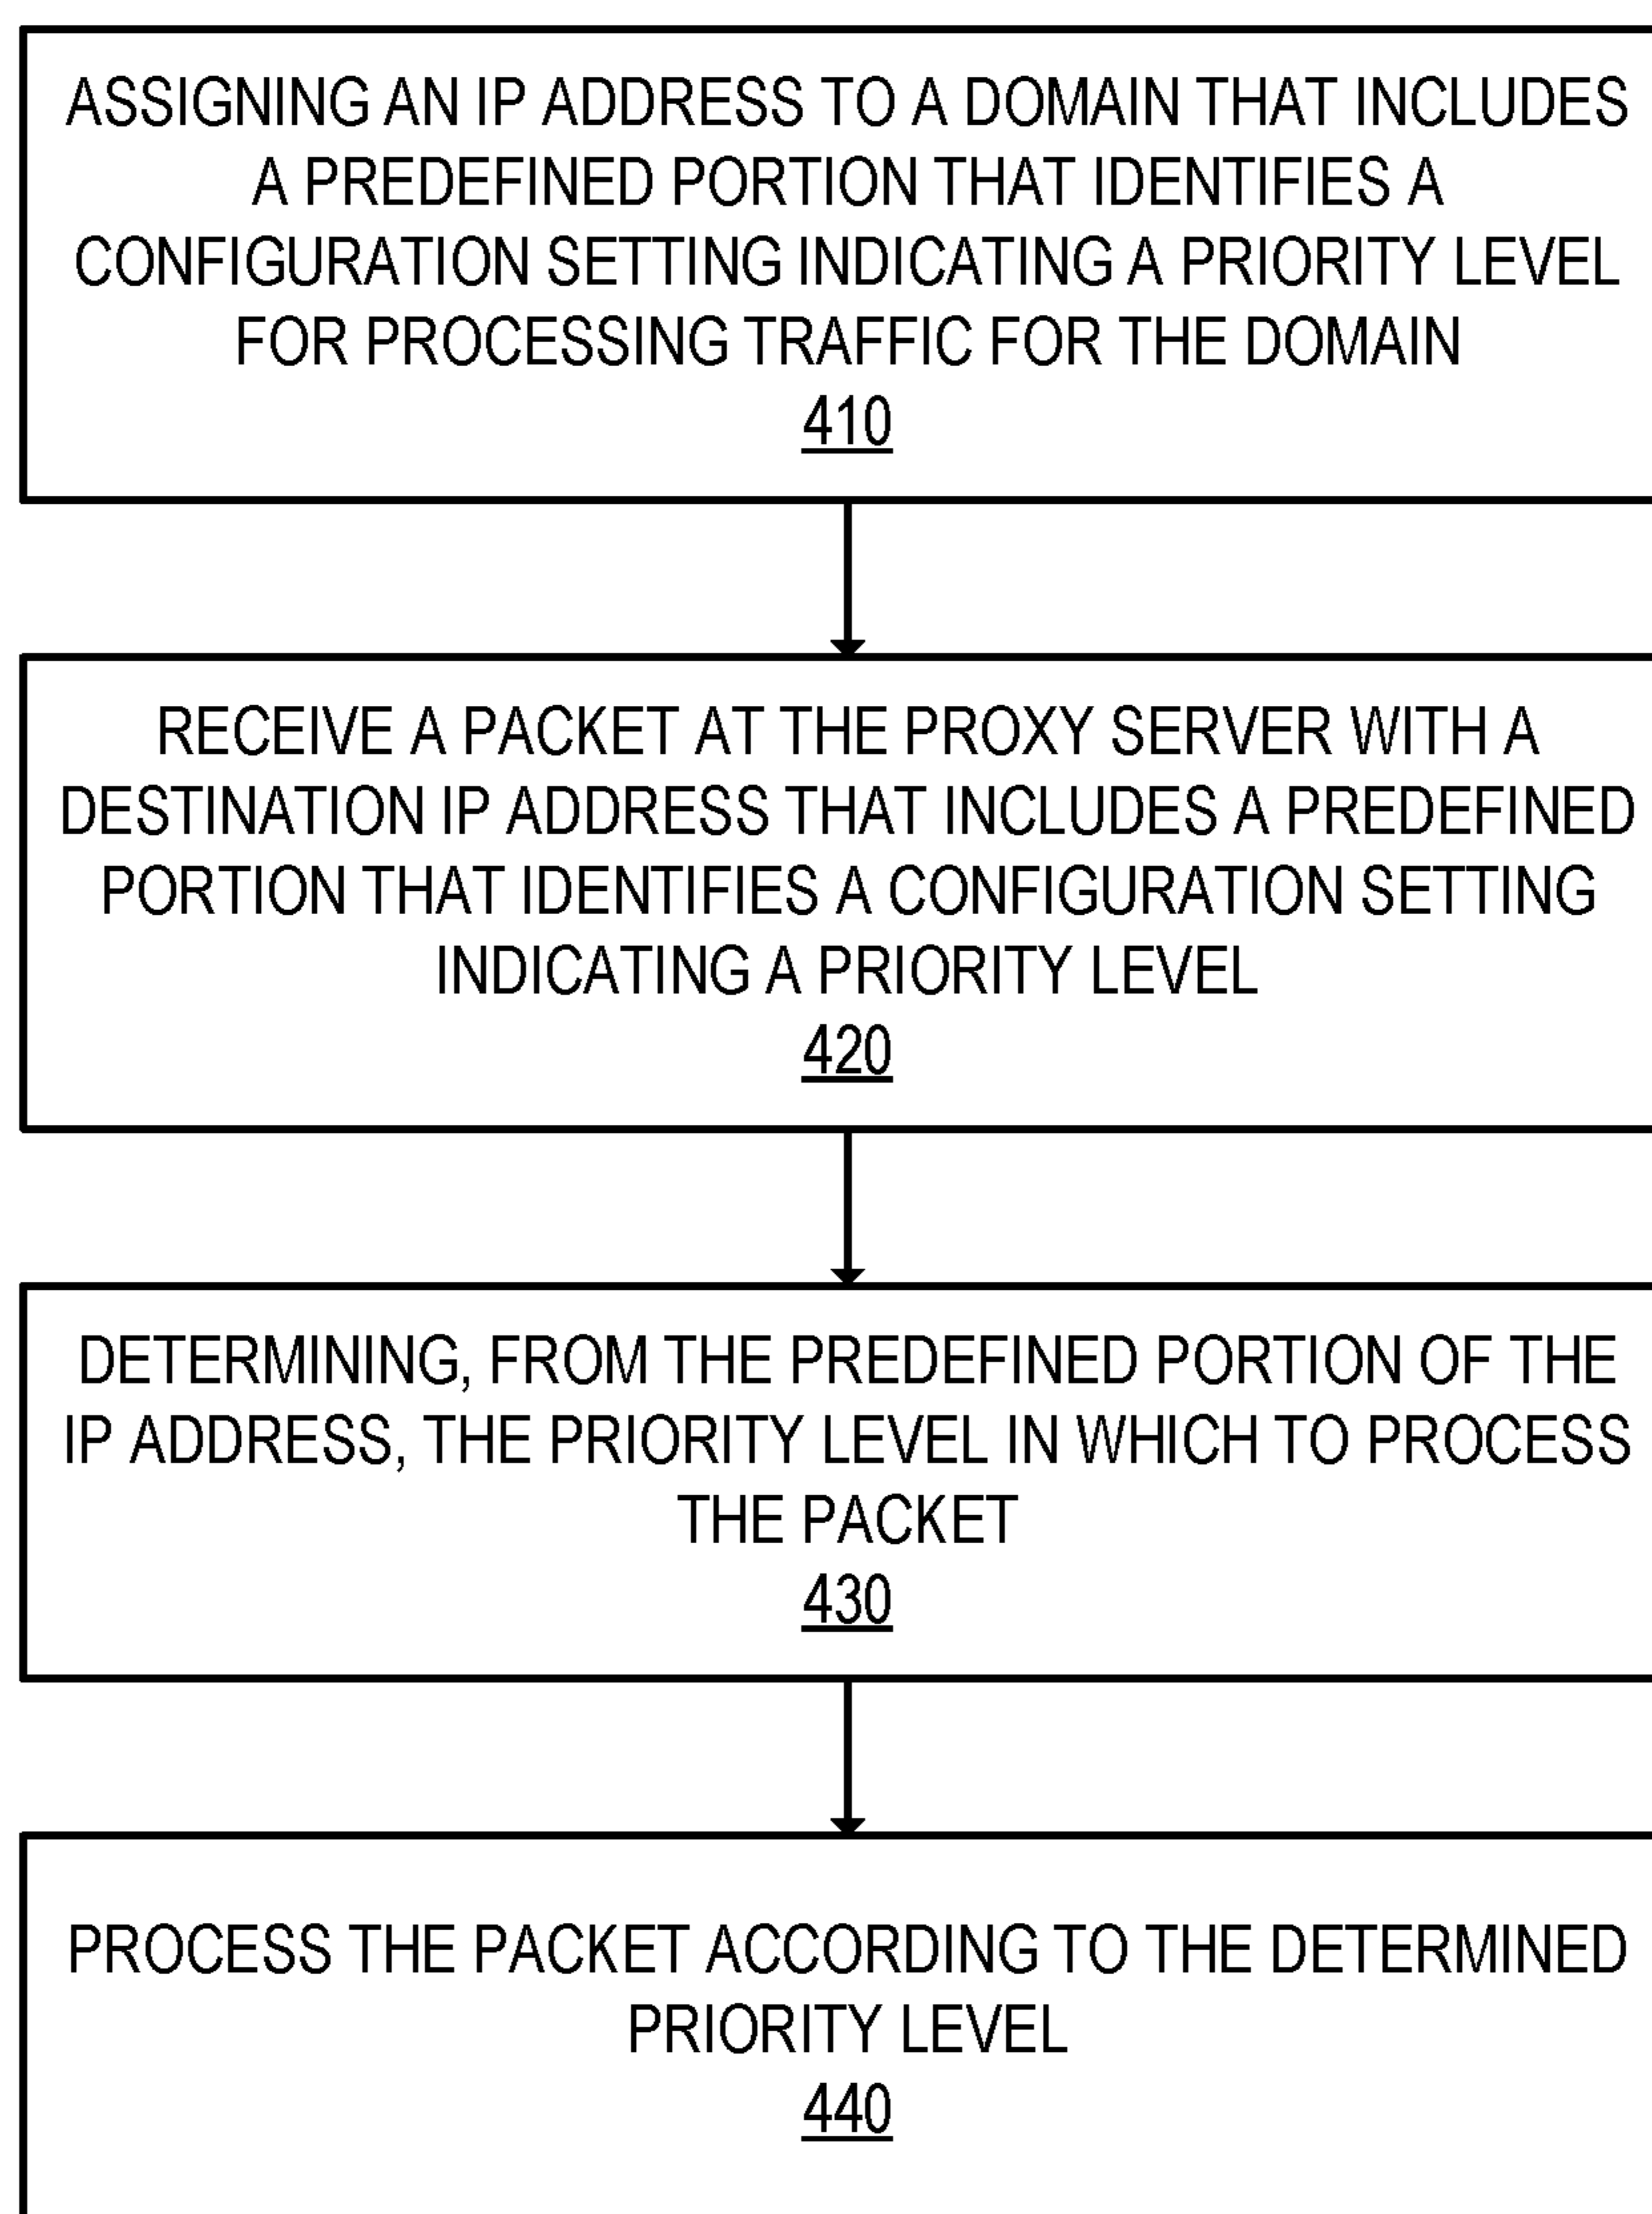 ASSIGNING AN IP ADDRESS TO A DOMAIN THAT INCLUDES
A PREDEFINED PORTION THAT IDENTIFIES A
CONFIGURATION SETTING INDICATING A PRIORITY LEVEL
FOR PROCESSING TRAFFIC FOR THE DOMAIN
410
RECEIVE A PACKET AT THE PROXY SERVER WITH A
DESTINATION IP ADDRESS THAT INCLUDES A PREDEFINED
PORTION THAT IDENTIFIES A CONFIGURATION SETTING
INDICATING A PRIORITY LEVEL
420
DETERMINING, FROM THE PREDEFINED PORTION OF THE
IP ADDRESS, THE PRIORITY LEVEL IN WHICH TO PROCESS
THE PACKET
430
PROCESS THE PACKET ACCORDING TO THE DETERMINED
PRIORITY LEVEL
440